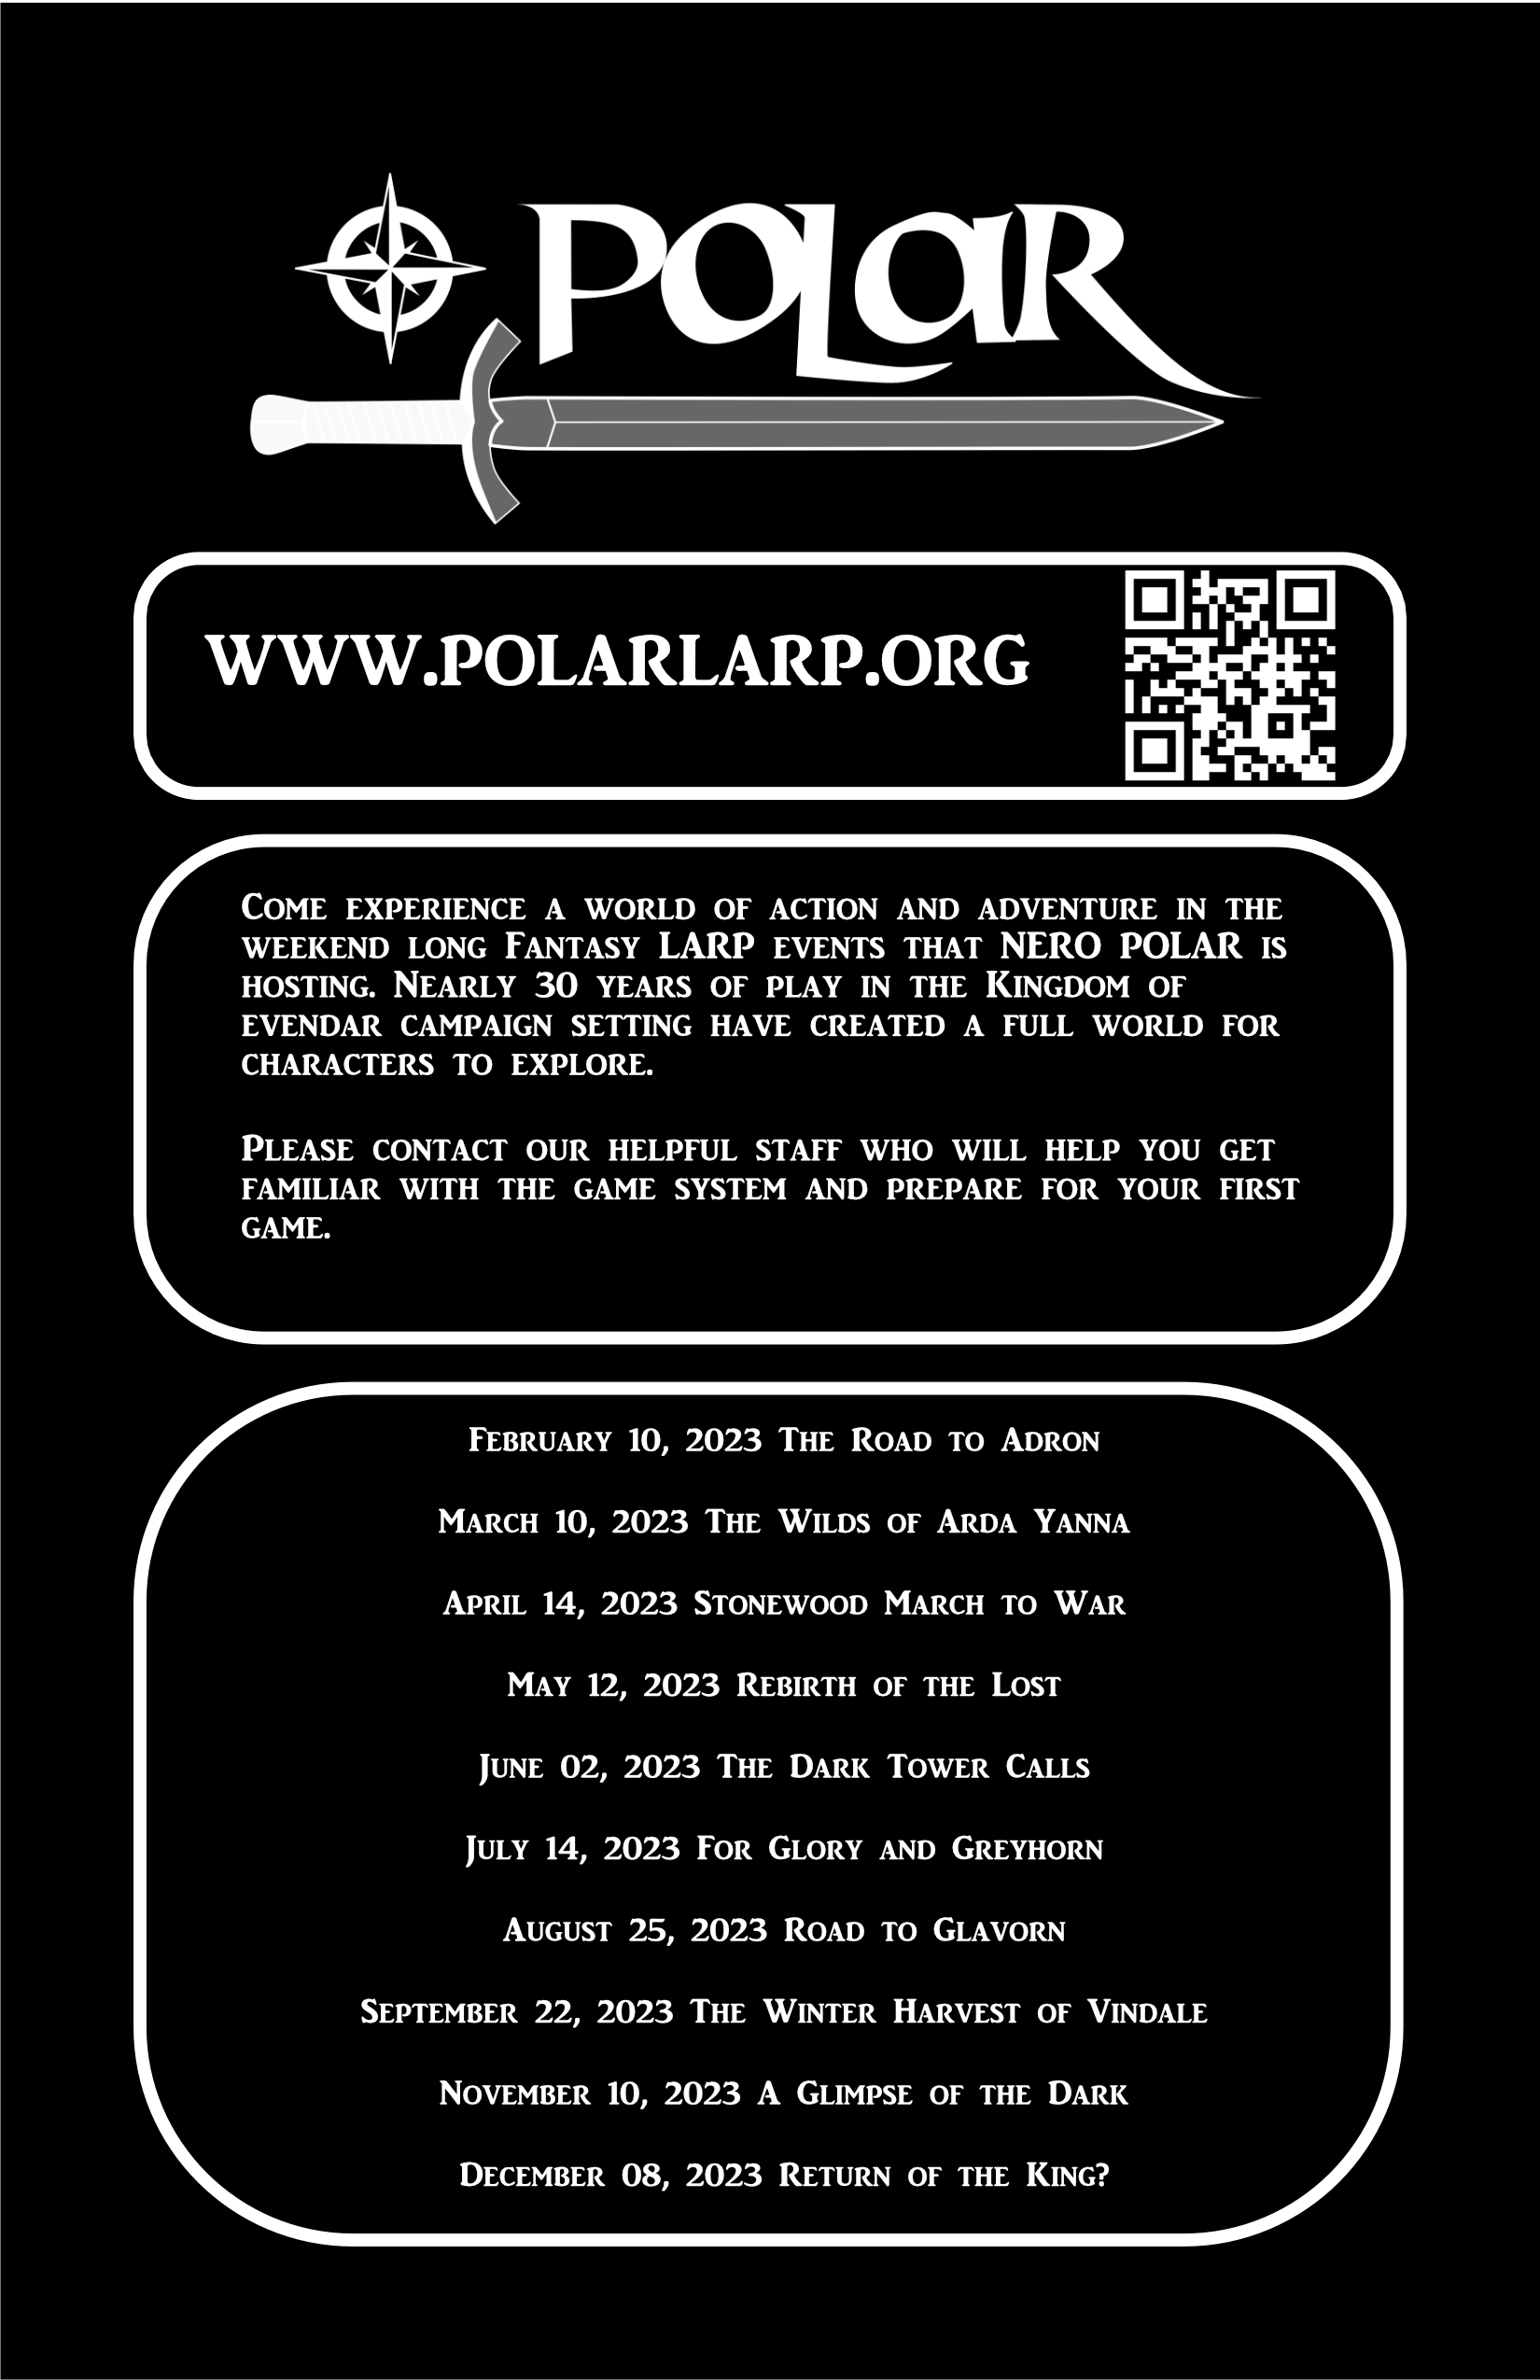 POLAR
WWW.POLARLARP.ORG
Come experience a world of action and adventure in the
weekend long Fantasy LARP events that NERO POLAR is
hosting. Nearly 30 years of play in the Kingdom of
evendar campaign setting have created a full world for
characters to explore.
Please contact our helpful staff who will help you get
familiar with the game system and prepare for your first
game.
February 10, 2023 The Road to Adron
March 10, 2023 The Wilds of Arda Yanna
April 14, 2023 Stonewood March to War
May 12, 2023 Rebirth of the Lost
June 02, 2023 The Dark Tower Calls
July 14, 2023 For Glory and Greyhorn
August 25, 2023 Road to Glavorn
September 22, 2023 The Winter Harvest of Vindale
November 10, 2023 A Glimpse of the Dark
December 08, 2023 Return of the King?